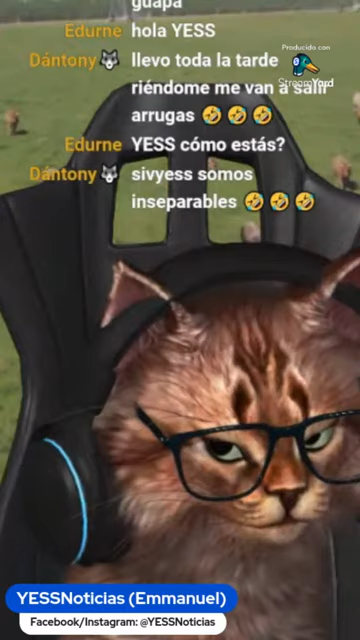 guapa
Edurne hola YESS
Producido con
StreamYard
Dántony🐺 llevo toda la tarde
riéndome me van a salir
arrugas 🤣🤣🤣
Edurne YESS cómo estás?
Dántony🐺 sivyess somos
inseparables 🤣🤣🤣
YESSNoticias (Emmanuel)
Facebook/Instagram: @YESSNoticias